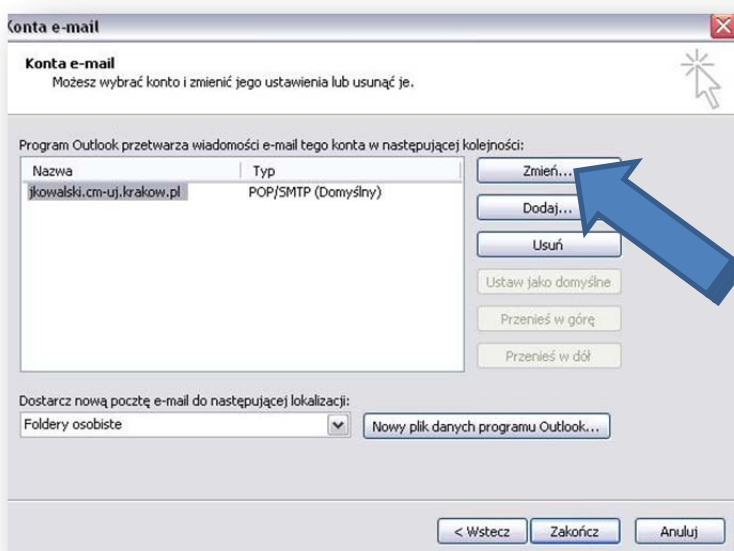 Konta e-mail
Konta e-mail
Możesz wybrać konto i zmienić jego ustawienia lub usunąć je.
Program Outlook przetwarza wiadomości e-mail tego konta w następującej kolejności:
Nazwa Typ
jkowalski.cm-uj.krakow.pl POP/SMTP (Domyślny)
Zmień...
Dodaj...
Usuń
Ustaw jako domyślne
Przenieś w górę
Przenieś w dół
Dostarcz nową pocztę e-mail do następującej lokalizacji:
Foldery osobiste Nowy plik danych programu Outlook...
< Wstecz Zakończ Anuluj